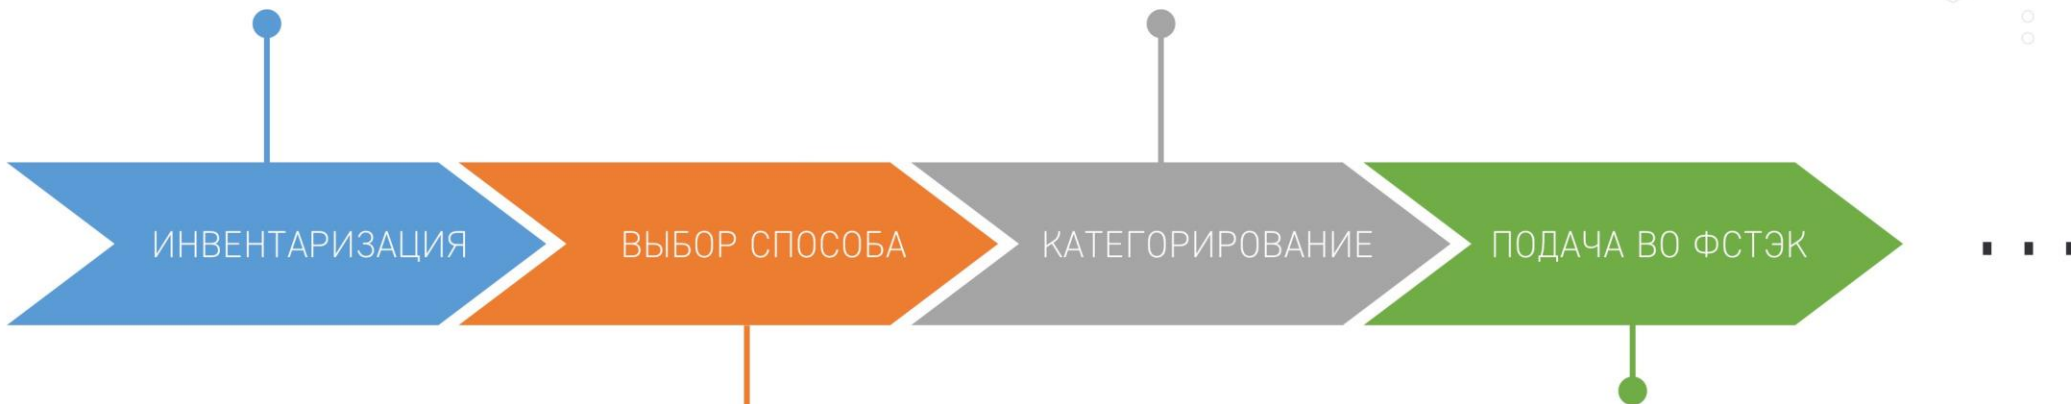 ИНВЕНТАРИЗАЦИЯ
ВЫБОР СПОСОБА
КАТЕГОРИРОВАНИЕ
ПОДАЧА ВО ФСТЭК
...